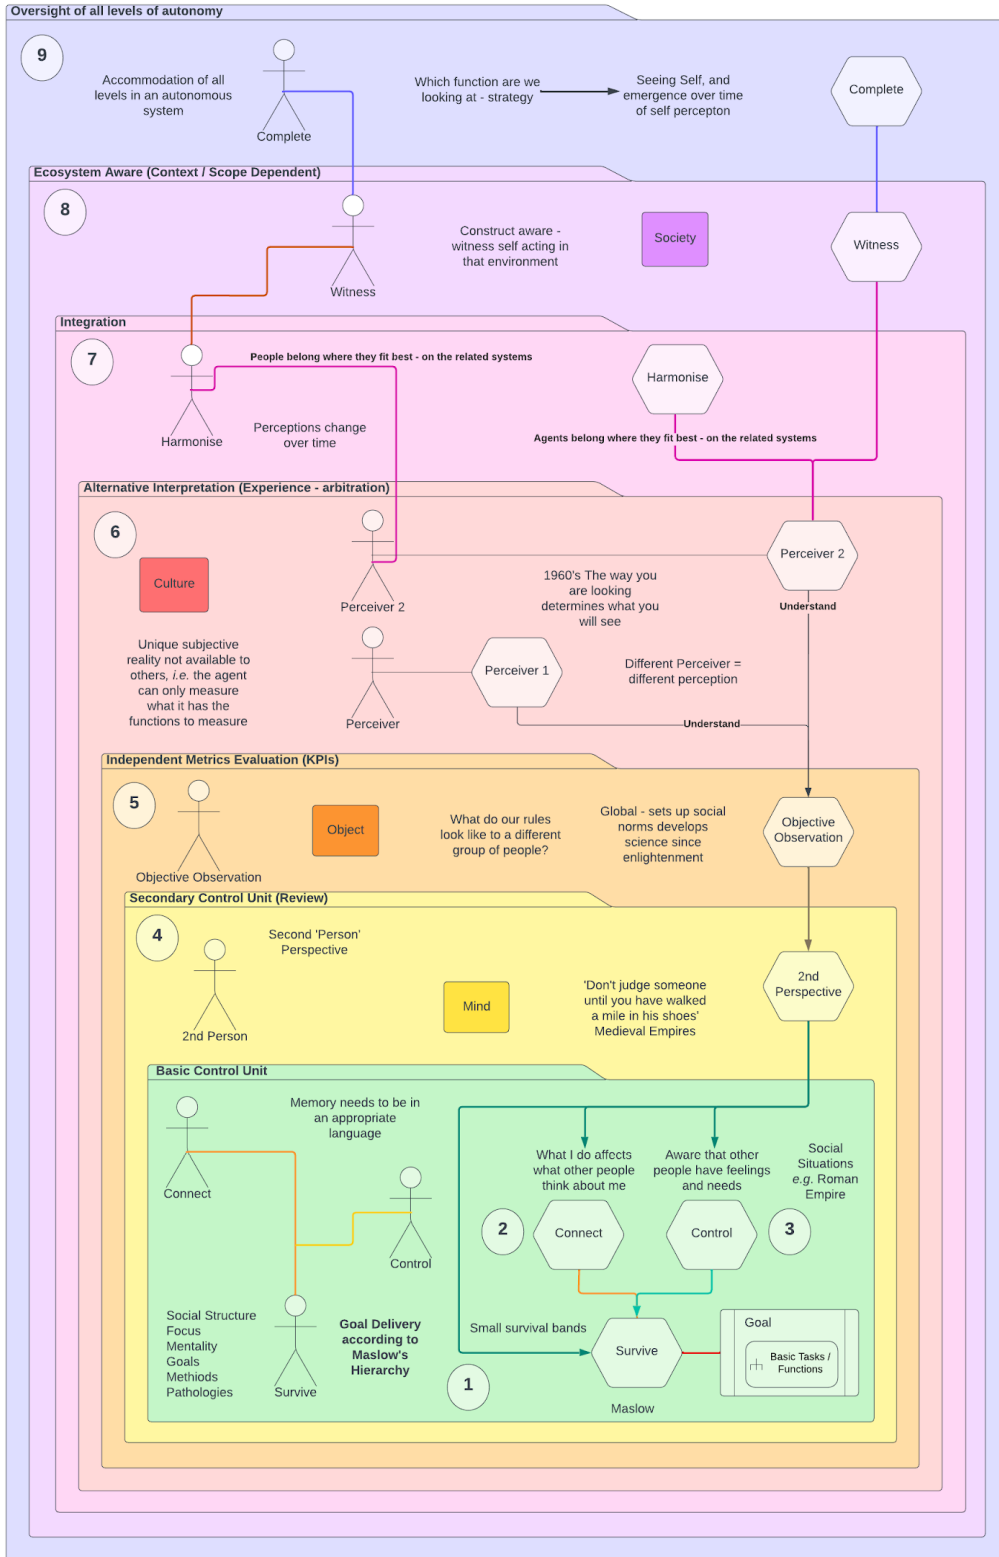 Oversight of all levels of autonomy
9
Accommodation of all
levels in an autonomous
system
Complete
Which function are we
looking at - strategy
Seeing Self, and
emergence over time
of self percepton
Complete
Ecosystem Aware (Context / Scope Dependent)
8
Witness
Construct aware -
witness self acting in
that environment
Society
Witness
Integration
7
People belong where they fit best - on the related systems
Harmonise
Perceptions change
over time
Harmonise
Agents belong where they fit best - on the related systems
Alternative Interpretation (Experience - arbitration)
6
Culture
Perceiver 2
1960's The way you
are looking
determines what you
will see
Perceiver 2
Understand
Unique subjective
reality not available to
others, i.e. the agent
can only measure
what it has the
functions to measure
Perceiver
Perceiver 1
Different Perceiver =
different perception
Understand
Independent Metrics Evaluation (KPIs)
5
Objective Observation
Object
What do our rules
look like to a different
group of people?
Global - sets up social
norms develops
science since
enlightenment
Objective
Observation
Secondary Control Unit (Review)
4
2nd Person
Second 'Person'
Perspective
Mind
'Don't judge someone
until you have walked
a mile in his shoes'
Medieval Empires
2nd
Perspective
Basic Control Unit
Connect
Memory needs to be in
an appropriate
language
Control
What I do affects
what other people
think about me
Aware that other
people have feelings
and needs
Social
Situations
e.g. Roman
Empire
2
Connect
Control
3
Social Structure
Focus
Mentality
Goals
Methiods
Pathologies
Survive
Goal Delivery
according to
Maslow's
Hierarchy
Small survival bands
1
Survive
Maslow
Goal
Basic Tasks /
Functions